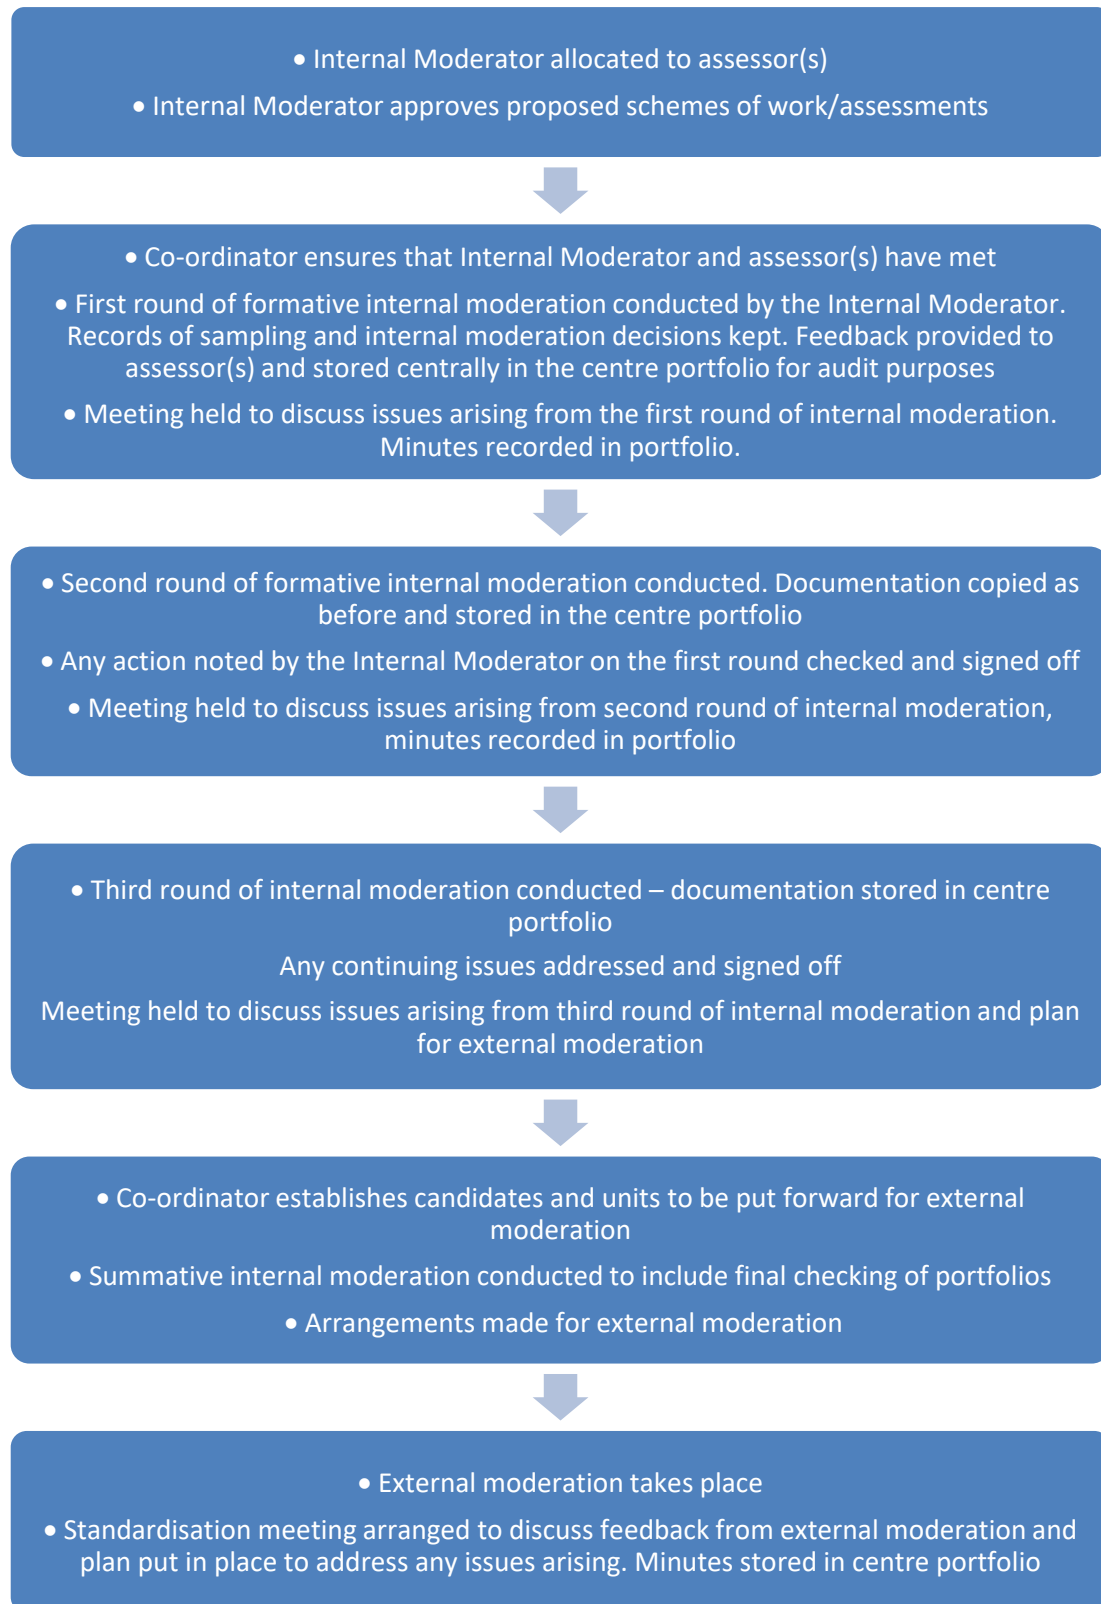 • Internal Moderator allocated to assessor(s)
• Internal Moderator approves proposed schemes of work/assessments
• Co-ordinator ensures that Internal Moderator and assessor(s) have met
• First round of formative internal moderation conducted by the Internal Moderator.
Records of sampling and internal moderation decisions kept. Feedback provided to
assessor(s) and stored centrally in the centre portfolio for audit purposes
• Meeting held to discuss issues arising from the first round of internal moderation.
Minutes recorded in portfolio.
• Second round of formative internal moderation conducted. Documentation copied as
before and stored in the centre portfolio
• Any action noted by the Internal Moderator on the first round checked and signed off
• Meeting held to discuss issues arising from second round of internal moderation,
minutes recorded in portfolio
• Third round of internal moderation conducted – documentation stored in centre
portfolio
Any continuing issues addressed and signed off
Meeting held to discuss issues arising from third round of internal moderation and plan
for external moderation
• Co-ordinator establishes candidates and units to be put forward for external
moderation
• Summative internal moderation conducted to include final checking of portfolios
• Arrangements made for external moderation
• External moderation takes place
• Standardisation meeting arranged to discuss feedback from external moderation and
plan put in place to address any issues arising. Minutes stored in centre portfolio